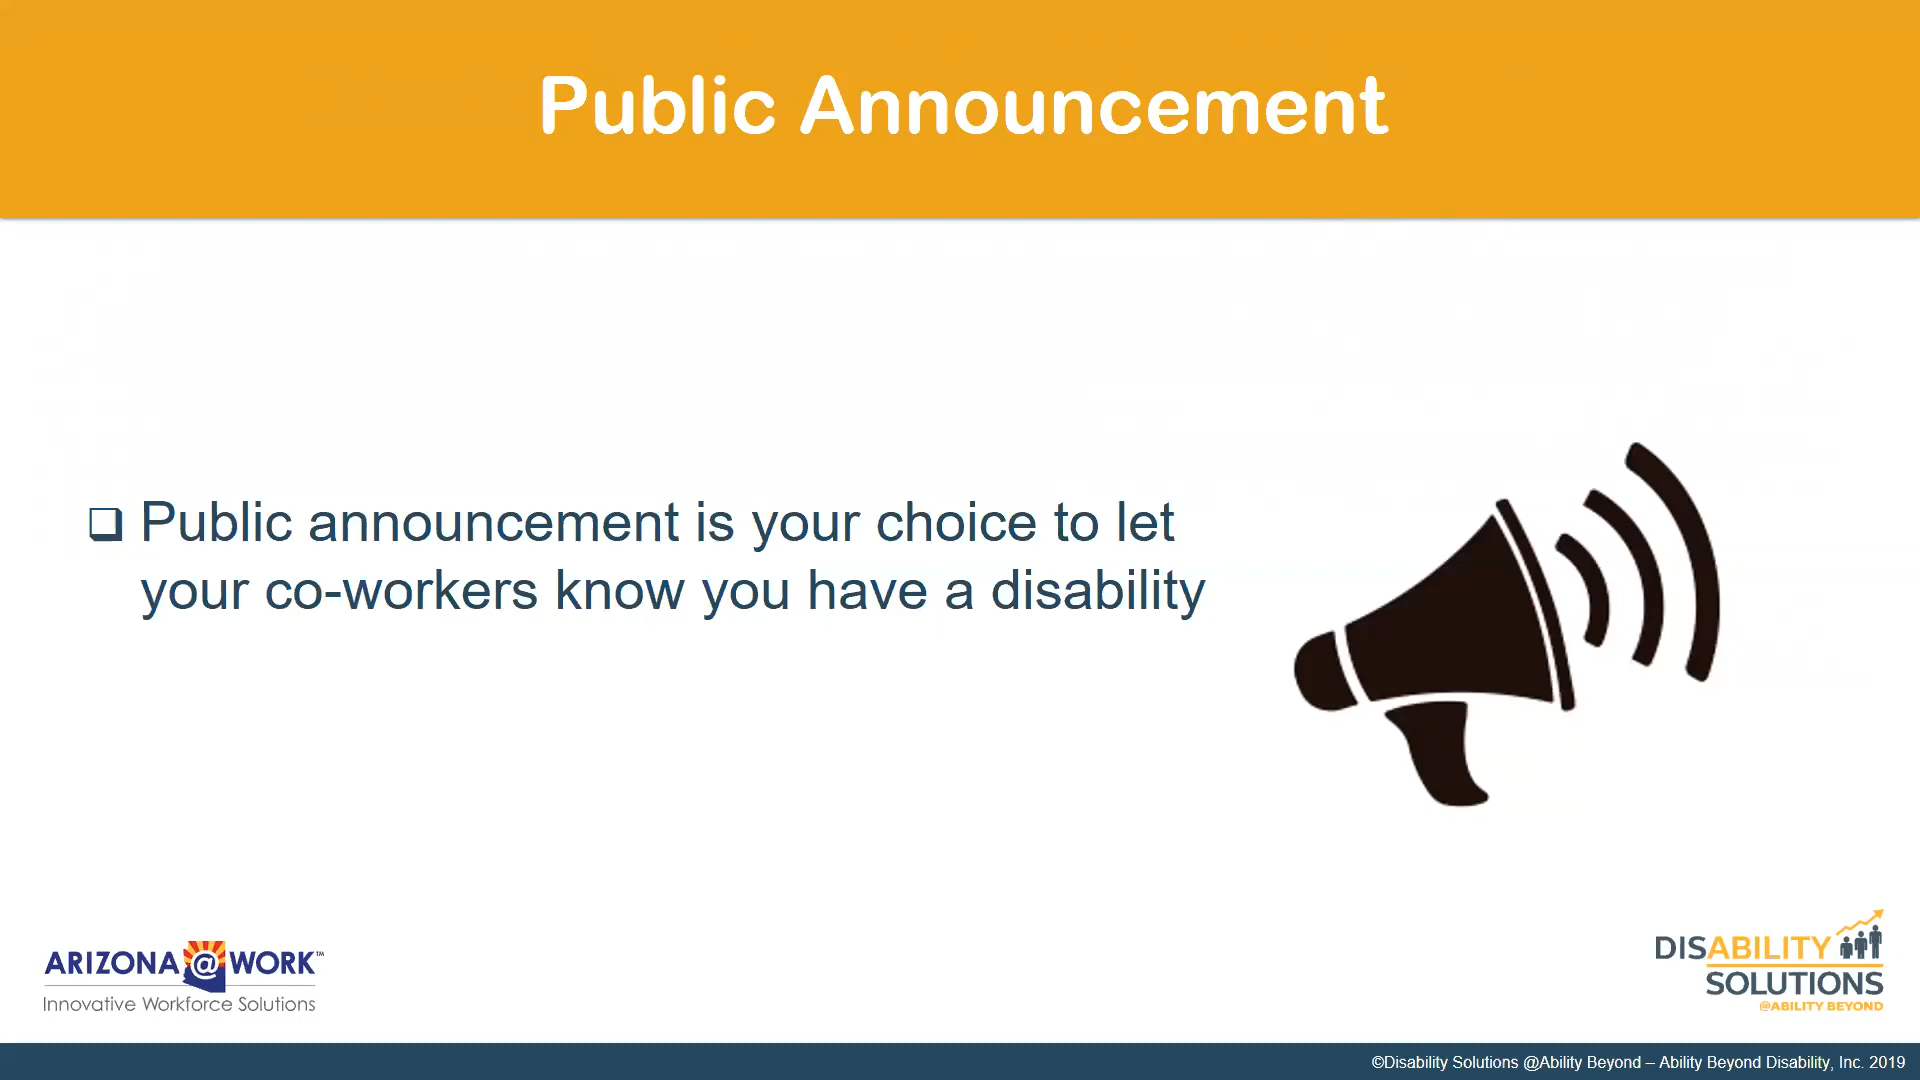 Public Announcement
❑ Public announcement is your choice to let
your co-workers know you have a disability
ARIZONA@WORK™
Innovative Workforce Solutions
DISABILITY
SOLUTIONS
@ABILITY BEYOND
©Disability Solutions @Ability Beyond – Ability Beyond Disability, Inc. 2019